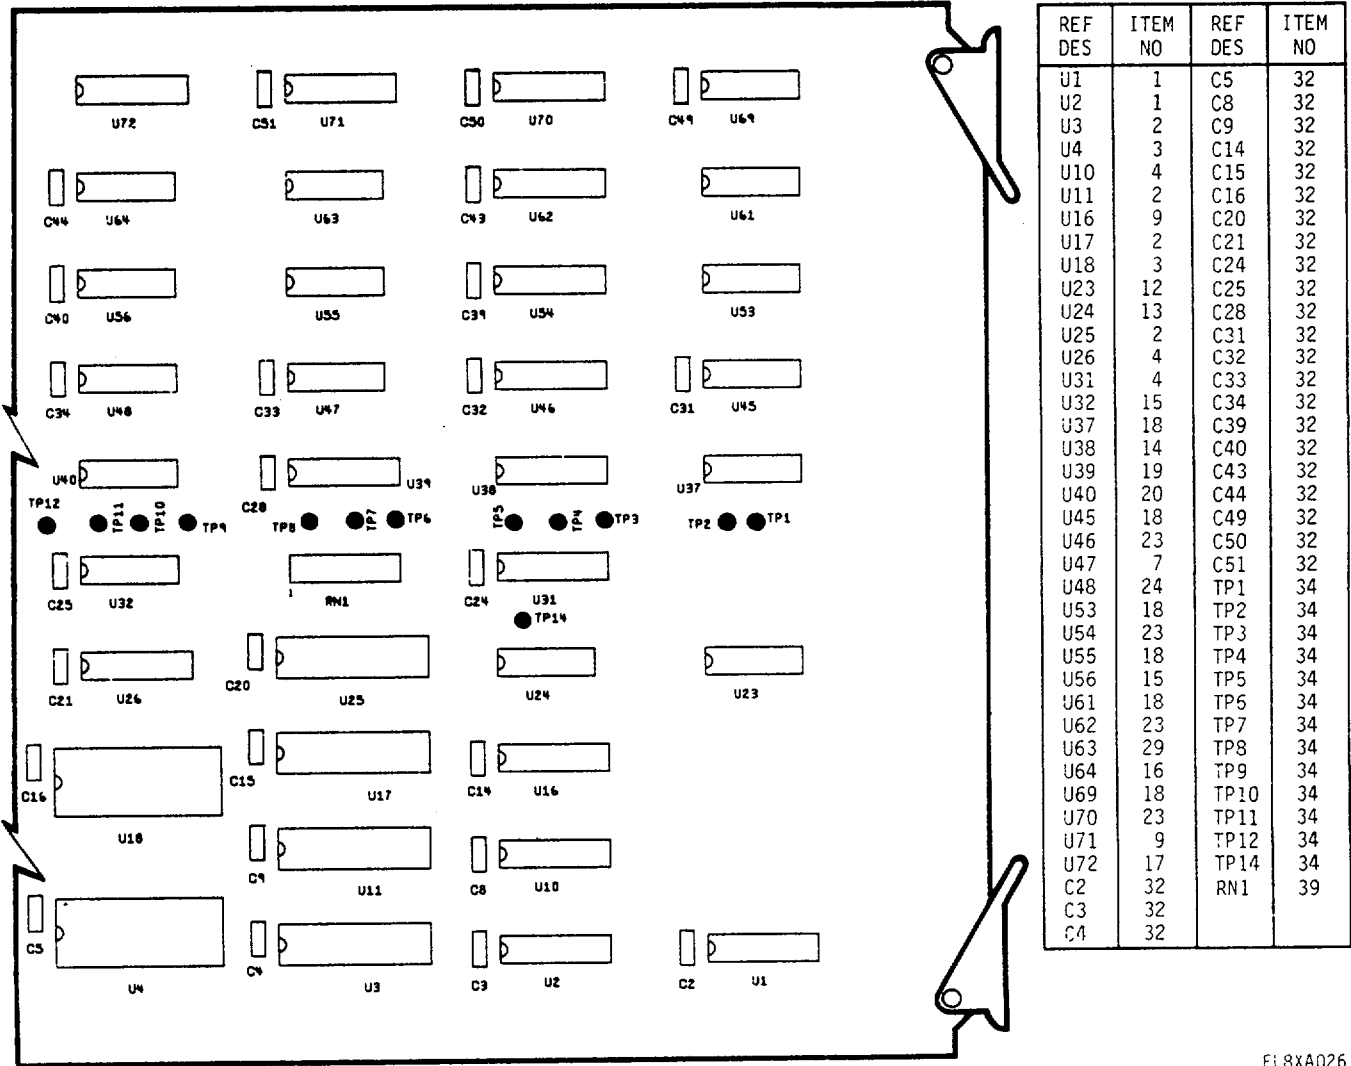 U72 C51 U71 C50 U70 C49 U69
C44 U64 U63 C43 U62 U61
C40 U56 U55 C39 U54 U53
C34 U48 C33 U47 C32 U46 C31 U45
U40 C28 U39 U38 U37
TP12 TP11 TP10 TP9 TP8 TP7 TP6 TP5 TP4 TP3 TP2 TP1
C25 U32 1 RN1 C24 U31
TP14
C21 U26 C20 U25 U24 U23
C16 U18 C15 U17 C14 U16
C9 U11 C8 U10
C5 U4 C4 U3 C3 U2 C2 U1
REF ITEM REF ITEM
DES NO DES NO
U1 1 C5 32
U2 1 C8 32
U3 2 C9 32
U4 3 C14 32
U10 4 C15 32
U11 2 C16 32
U16 9 C20 32
U17 2 C21 32
U18 3 C24 32
U23 12 C25 32
U24 13 C28 32
U25 2 C31 32
U26 4 C32 32
U31 4 C33 32
U32 15 C34 32
U37 18 C39 32
U38 14 C40 32
U39 19 C43 32
U40 20 C44 32
U45 18 C49 32
U46 23 C50 32
U47 7 C51 32
U48 24 TP1 34
U53 18 TP2 34
U54 23 TP3 34
U55 18 TP4 34
U56 15 TP5 34
U61 18 TP6 34
U62 23 TP7 34
U63 29 TP8 34
U64 16 TP9 34
U69 18 TP10 34
U70 23 TP11 34
U71 9 TP12 34
U72 17 TP14 34
C2 32 RN1 39
C3 32
C4 32
EL8XA026